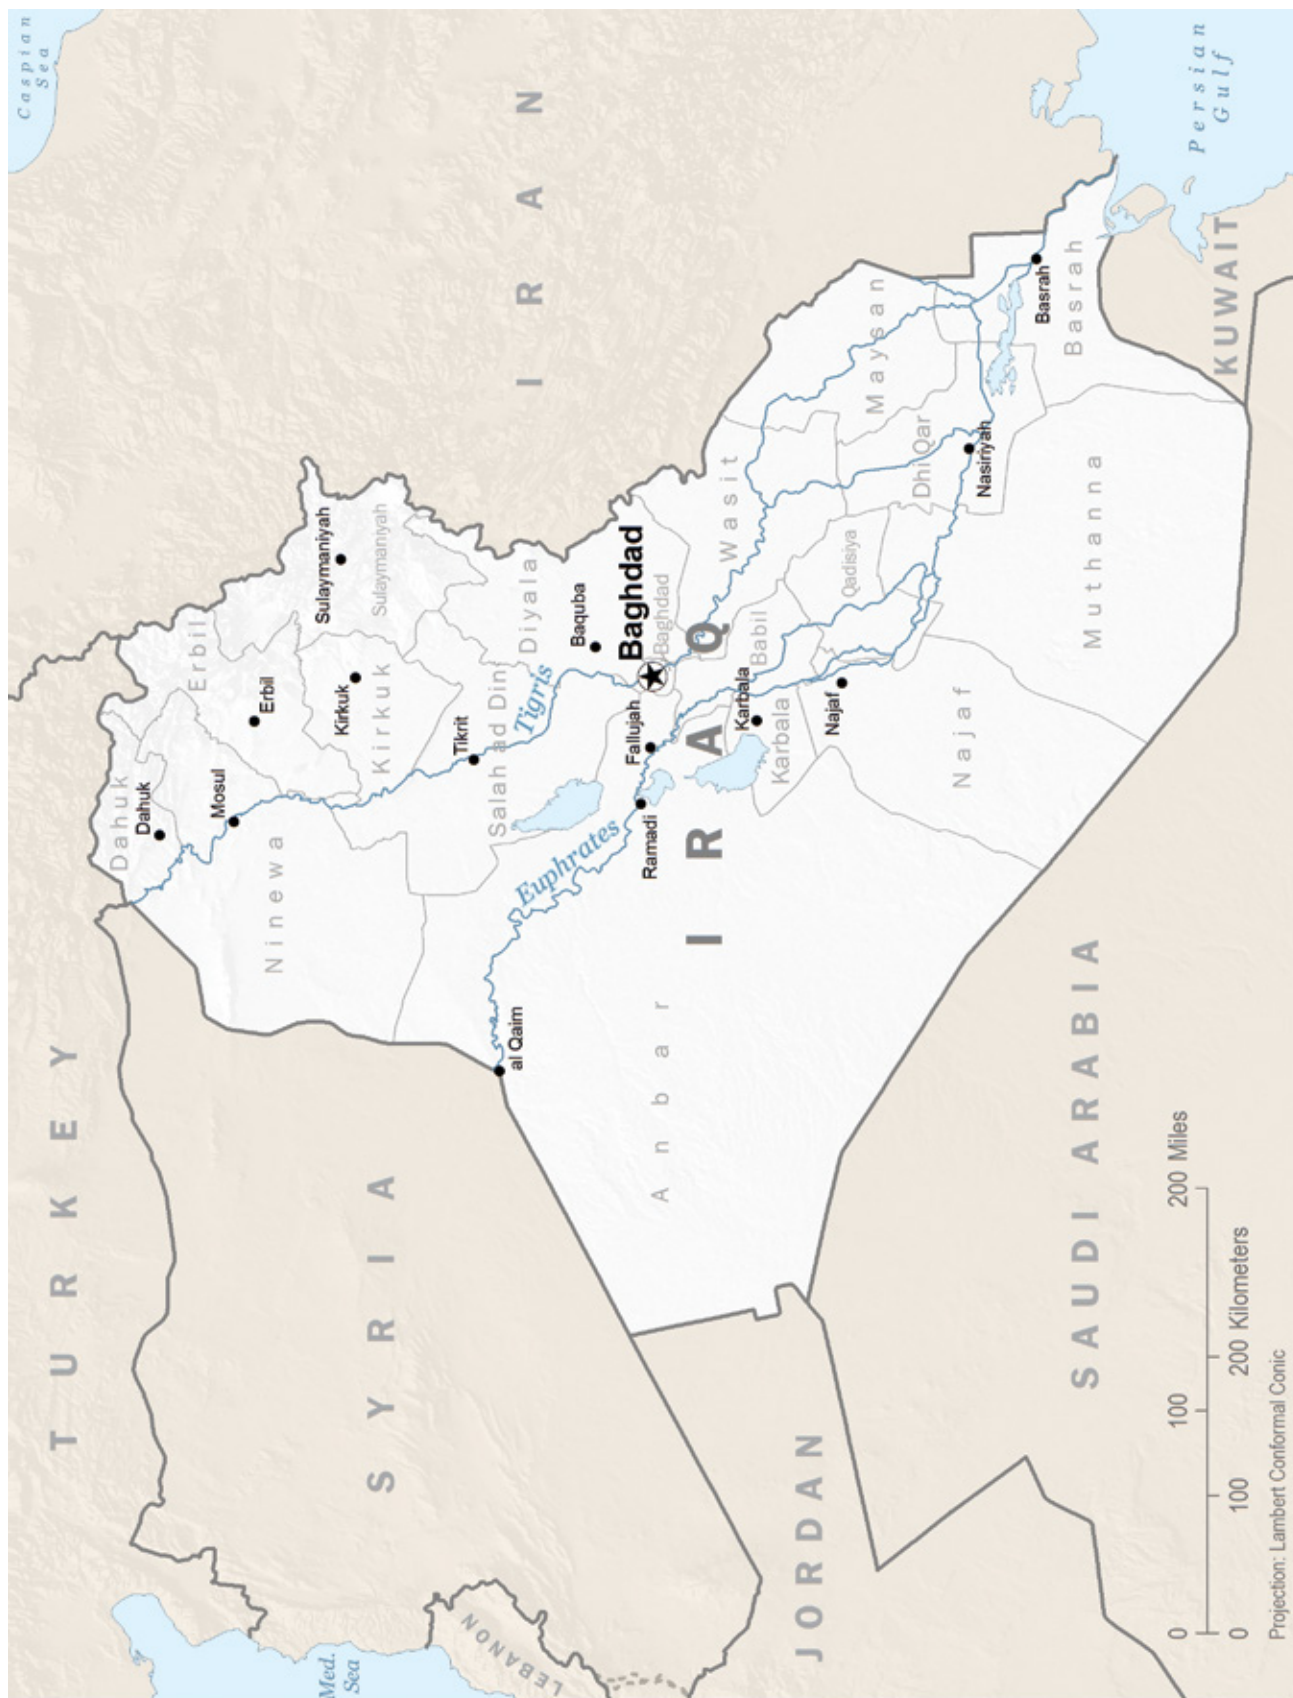 Caspian
Sea
TURKEY
Dahuk
Dahuk
Mosul
Erbil
Erbil
Ninewa
Sulaymaniyah
Sulaymaniyah
Kirkuk
Kirkuk
SYRIA
IRAN
Tikrit
Salah ad Din
Tigris
Diyala
al Qaim
Euphrates
Baquba
Med.
Sea
LEBANON
Ramadi
Fallujah
Baghdad
Baghdad
Anbar
IRAQ
Wasit
Karbala
Karbala
Babil
Najaf
Qadisiya
Maysan
JORDAN
Najaf
Dhi Qar
Nasiriyah
Basrah
Basrah
Muthanna
SAUDI ARABIA
KUWAIT
Persian
Gulf
0 100 200 Miles
0 100 200 Kilometers
Projection: Lambert Conformal Conic